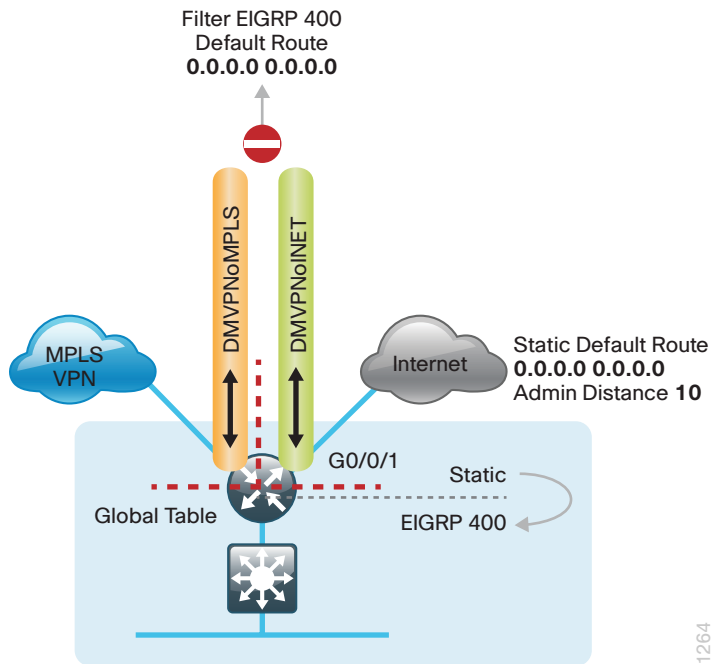 Filter EIGRP 400
Default Route
0.0.0.0 0.0.0.0
DMVPNoMPLS
DMVPNoINET
MPLS
VPN
Internet
Static Default Route
0.0.0.0 0.0.0.0
Admin Distance 10
G0/0/1
Static
Global Table
EIGRP 400
1264